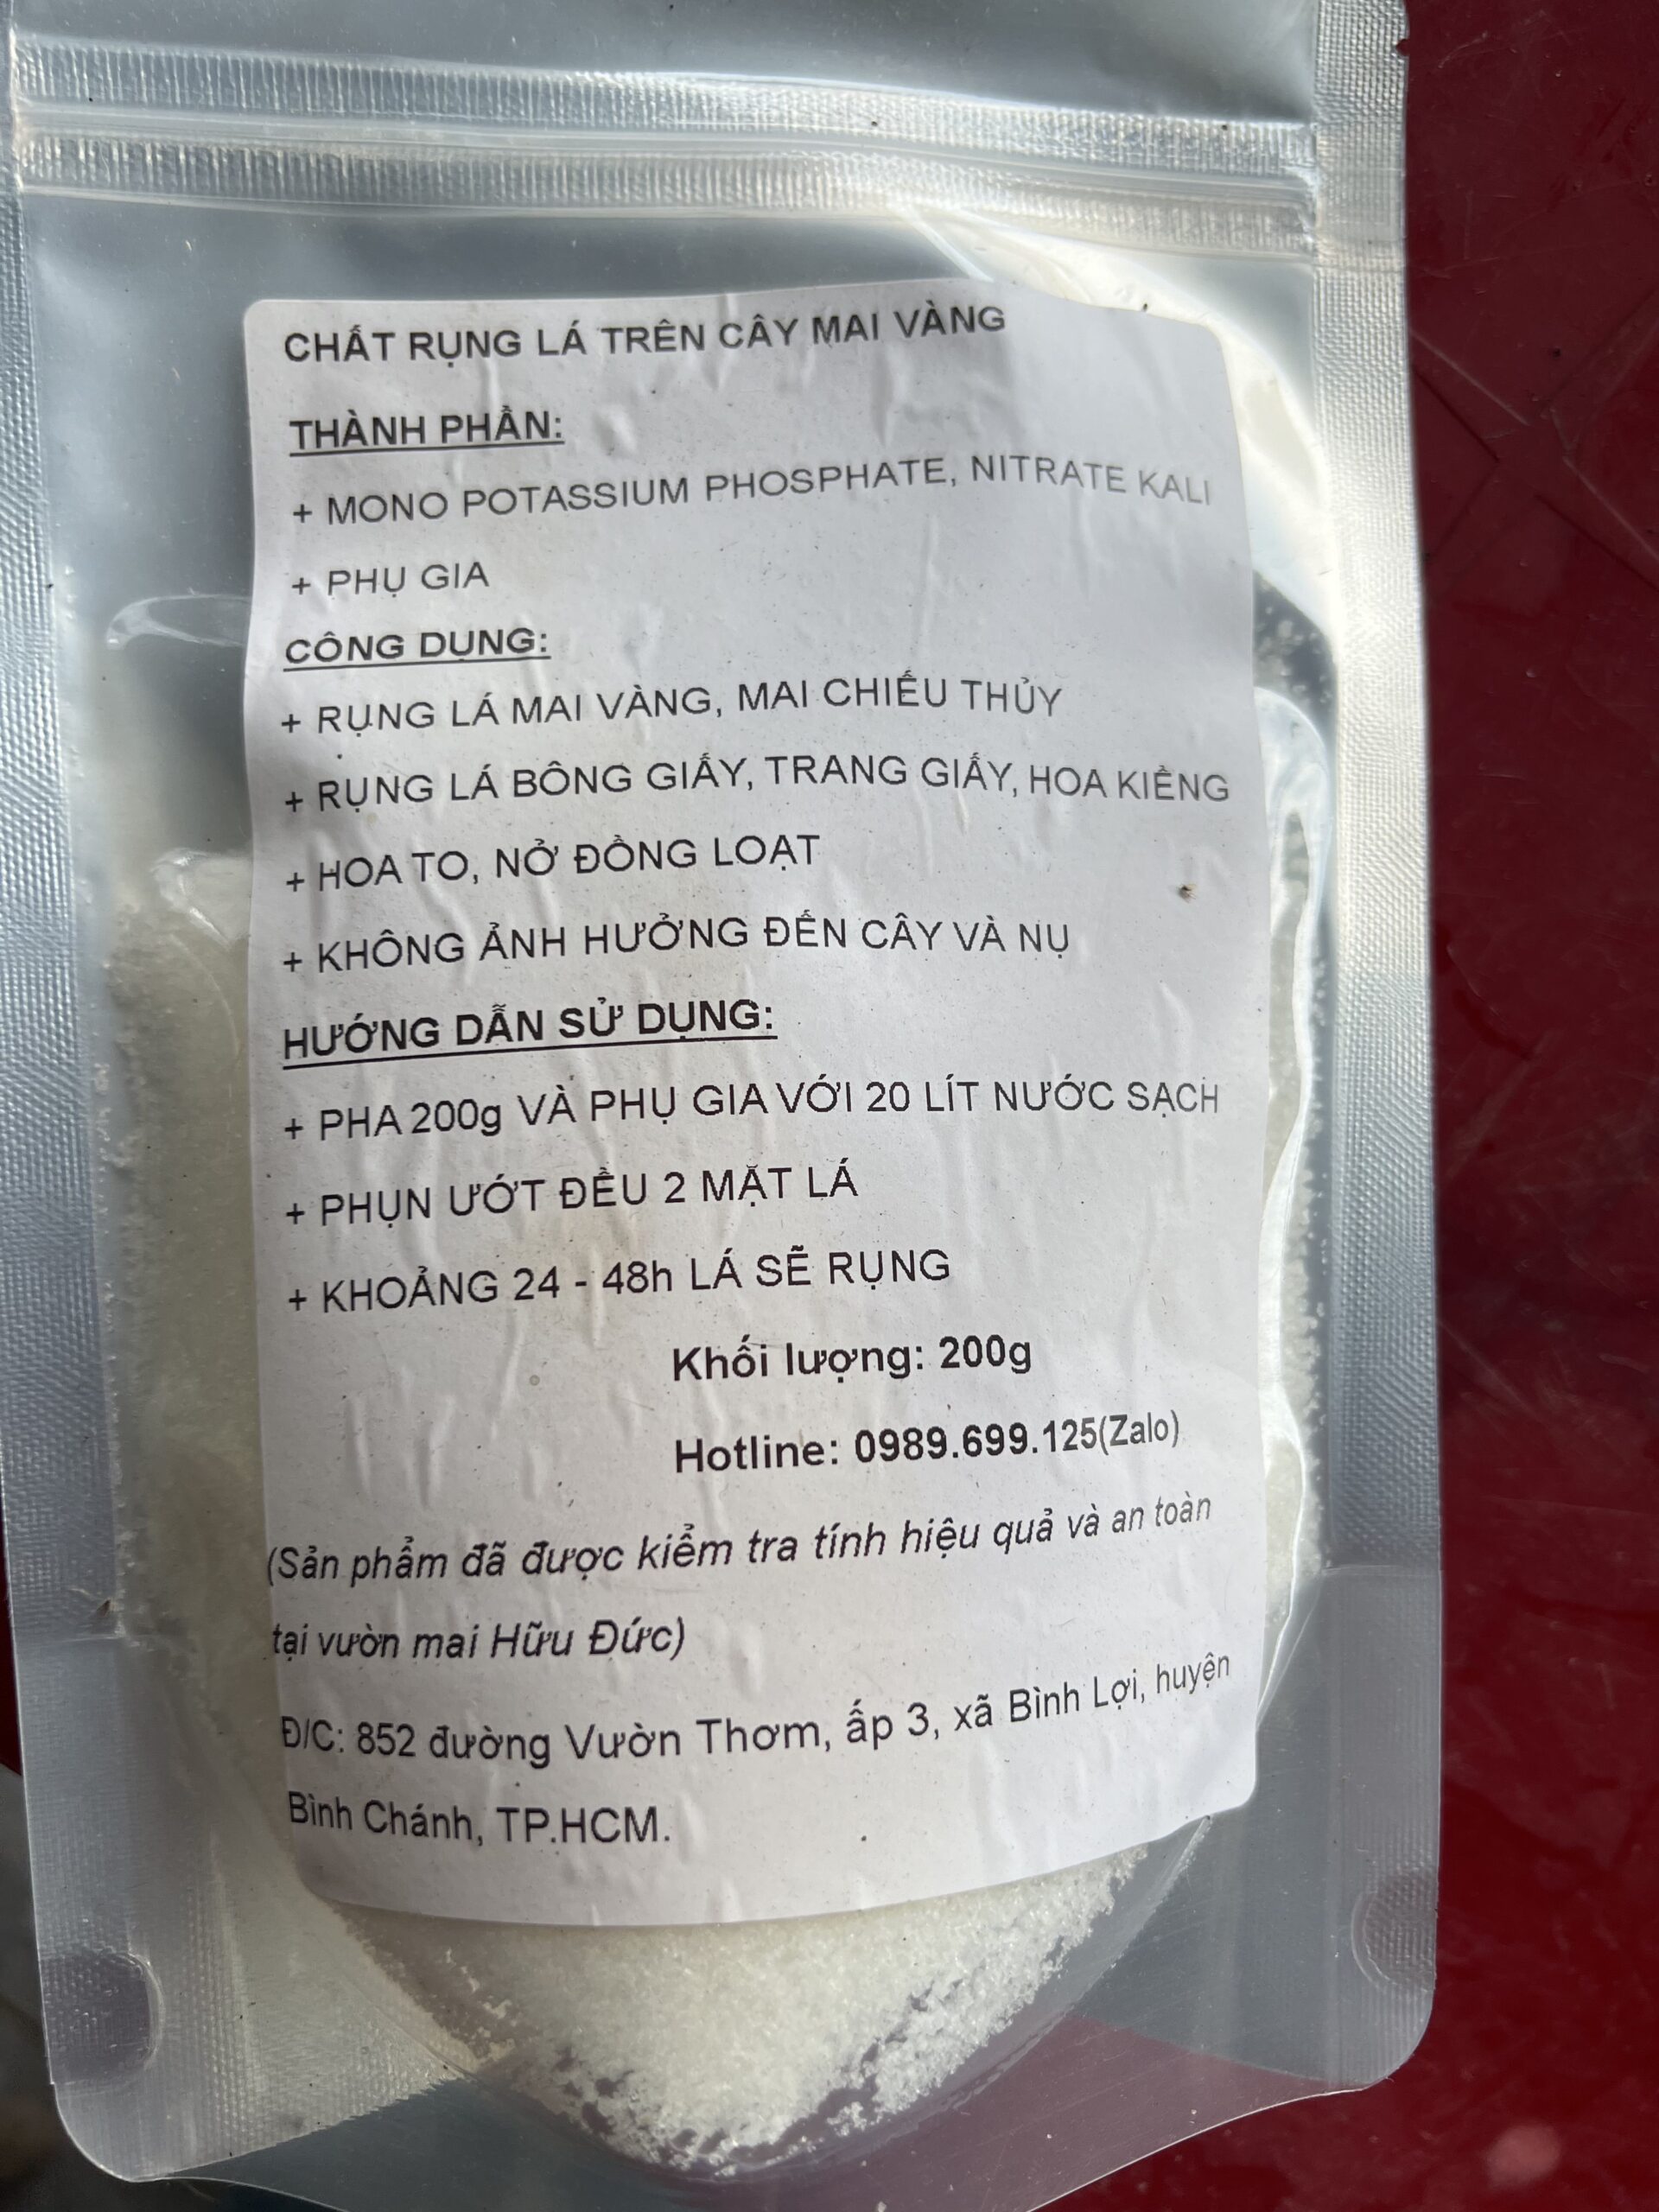 CHẤT RỤNG LÁ TRÊN CÂY MAI VÀNG
THÀNH PHẦN:
+ MONO POTASSIUM PHOSPHATE, NITRATE KALI
+ PHỤ GIA
CÔNG DỤNG:
+ RỤNG LÁ MAI VÀNG, MAI CHIẾU THỦY
+ RỤNG LÁ BÔNG GIẤY, TRANG GIẤY, HOA KIỀNG
+ HOA TO, NỞ ĐỒNG LOẠT
+ KHÔNG ẢNH HƯỞNG ĐẾN CÂY VÀ NỤ
HƯỚNG DẪN SỬ DỤNG:
+ PHA 200g VÀ PHỤ GIA VỚI 20 LÍT NƯỚC SẠCH
+ PHỤN ƯỚT ĐỀU 2 MẶT LÁ
+ KHOẢNG 24 - 48h LÁ SẼ RỤNG
Khối lượng: 200g
Hotline: 0989.699.125(Zalo)
(Sản phẩm đã được kiểm tra tính hiệu quả và an toàn
tại vườn mai Hữu Đức)
Đ/C: 852 đường Vườn Thơm, ấp 3, xã Bình Lợi, huyện
Bình Chánh, TP.HCM.